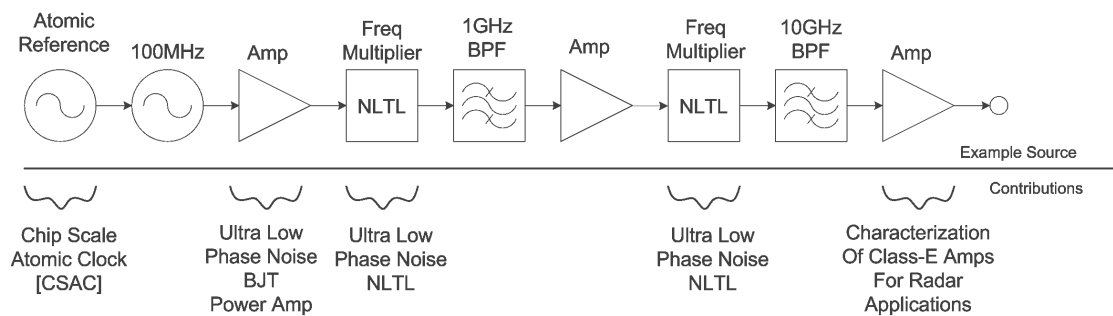 Atomic
Reference
100MHz
Amp
Freq
Multiplier
1GHz
BPF
Amp
Freq
Multiplier
10GHz
BPF
Amp
NLTL
NLTL
Example Source
Contributions
Chip Scale
Atomic Clock
[CSAC]
Ultra Low
Phase Noise
BJT
Power Amp
Ultra Low
Phase Noise
NLTL
Ultra Low
Phase Noise
NLTL
Characterization
Of Class-E Amps
For Radar
Applications